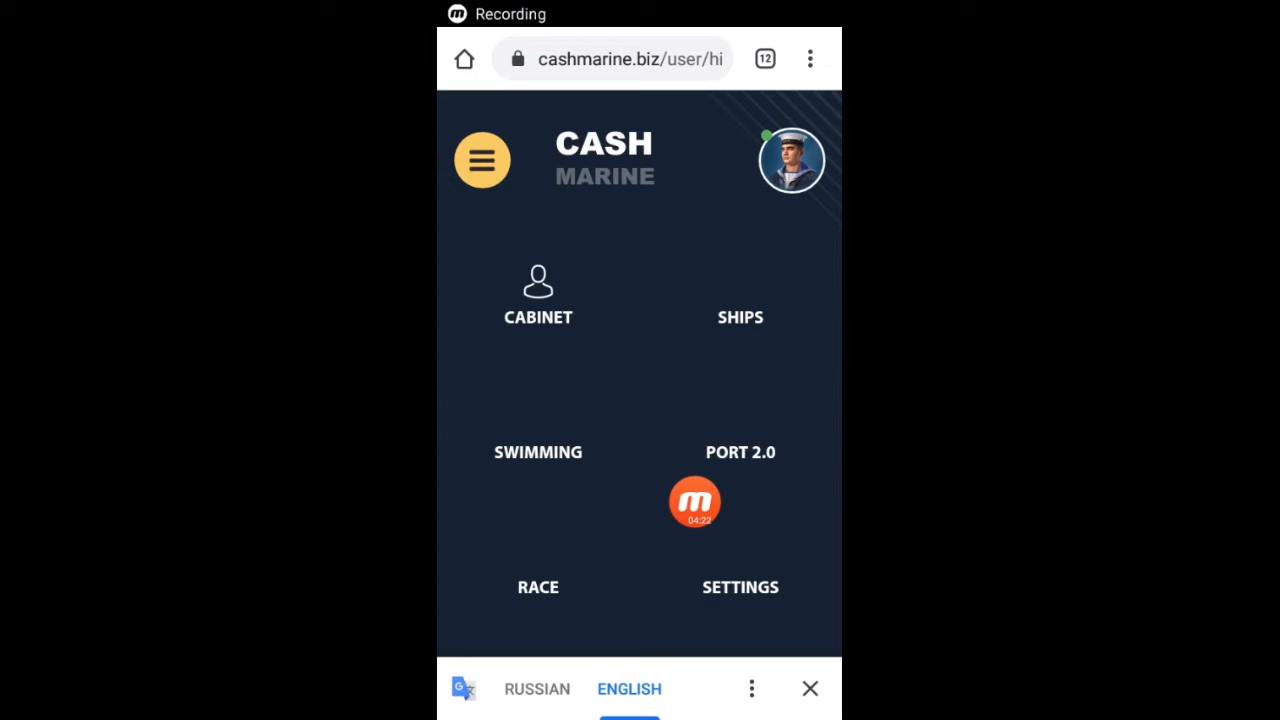 Recording
cashmarine.biz/user/hi
12
CASH
MARINE
CABINET
SHIPS
SWIMMING
PORT 2.0
m
04:22
RACE
SETTINGS
RUSSIAN
ENGLISH